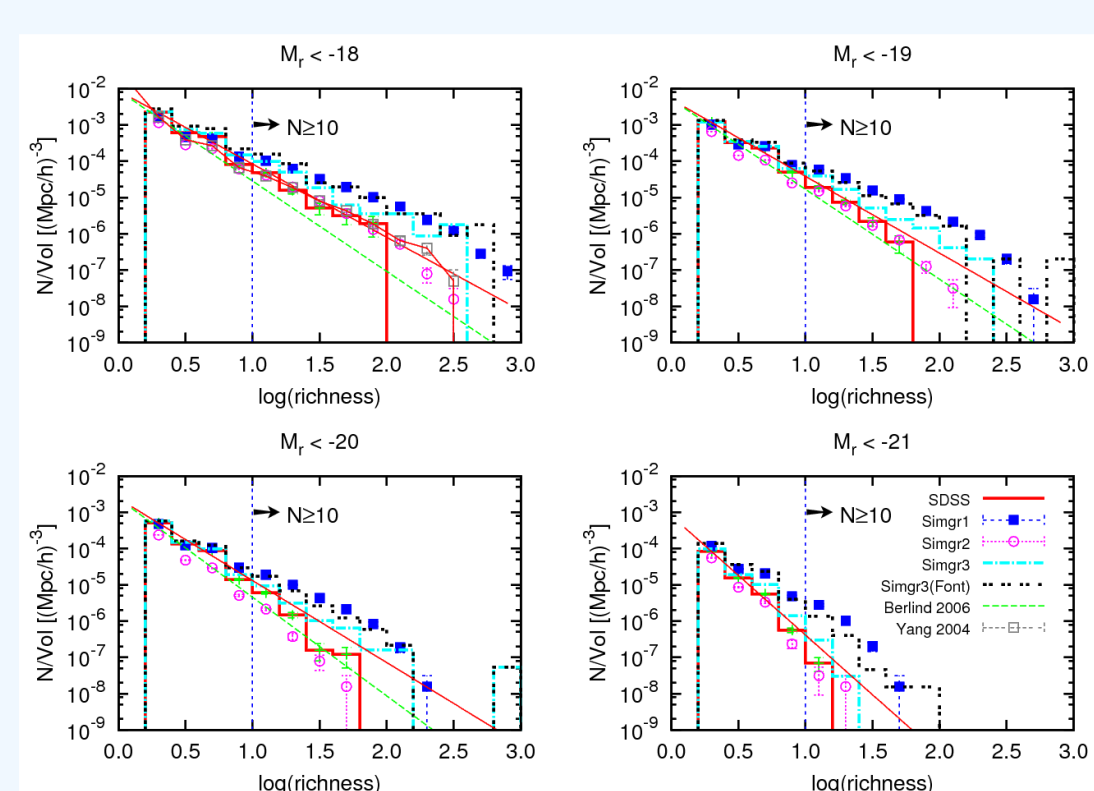 M_r < -18
N/Vol [(Mpc/h)^-3]
10^-2
10^-3
10^-4
10^-5
10^-6
10^-7
10^-8
10^-9
N≥10
0.0 0.5 1.0 1.5 2.0 2.5 3.0
log(richness)
M_r < -19
N/Vol [(Mpc/h)^-3]
10^-2
10^-3
10^-4
10^-5
10^-6
10^-7
10^-8
10^-9
N≥10
0.0 0.5 1.0 1.5 2.0 2.5 3.0
log(richness)
M_r < -20
N/Vol [(Mpc/h)^-3]
10^-2
10^-3
10^-4
10^-5
10^-6
10^-7
10^-8
10^-9
N≥10
0.0 0.5 1.0 1.5 2.0 2.5 3.0
log(richness)
M_r < -21
N/Vol [(Mpc/h)^-3]
10^-2
10^-3
10^-4
10^-5
10^-6
10^-7
10^-8
10^-9
N≥10
SDSS
Simgr1
Simgr2
Simgr3
Simgr3(Font)
Berlind 2006
Yang 2004
0.0 0.5 1.0 1.5 2.0 2.5 3.0
log(richness)